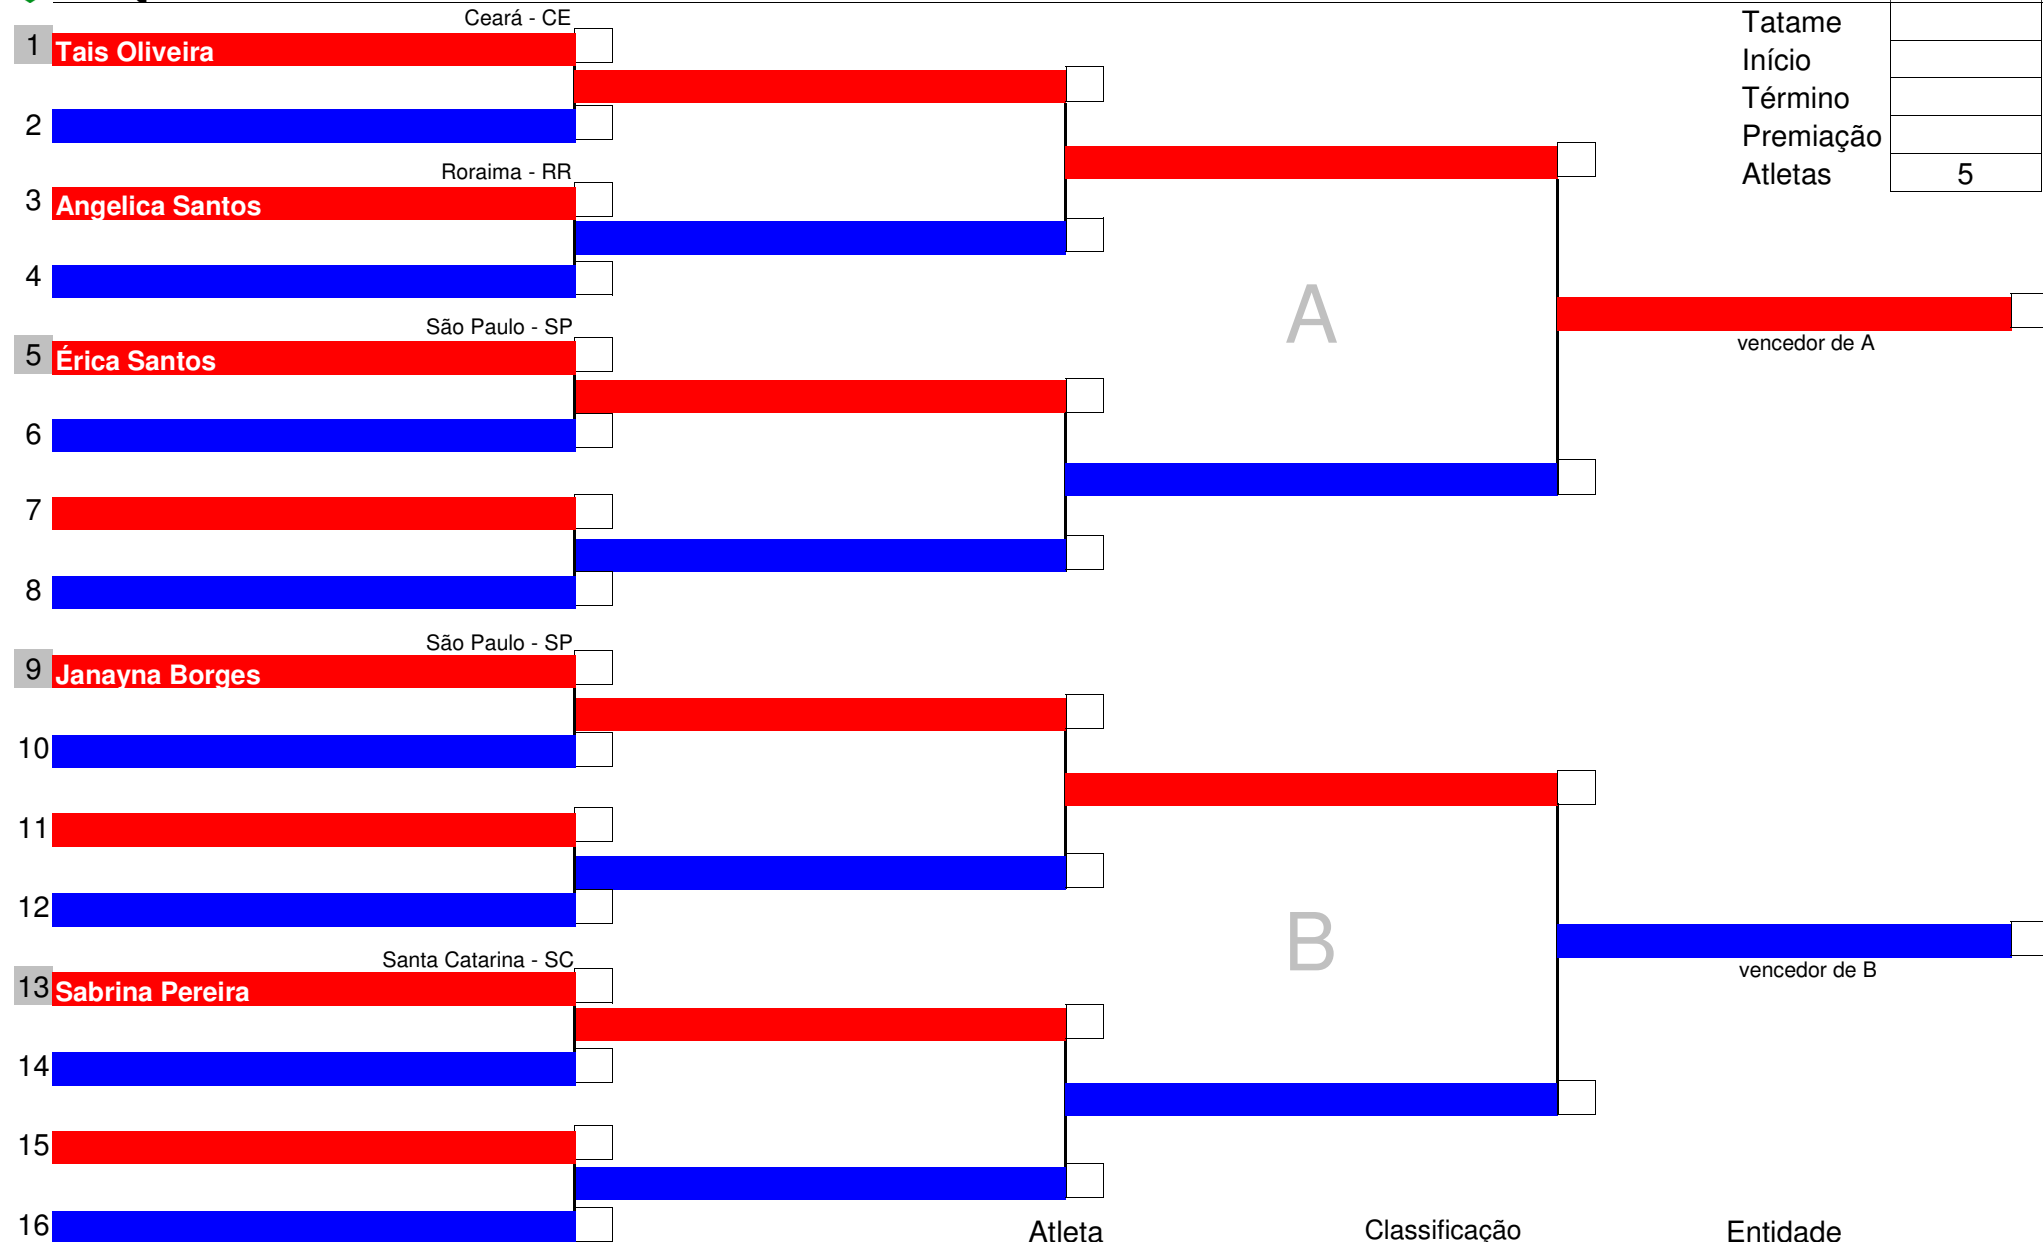 Ceará - CE
1 Tais Oliveira
2
Roraima - RR
3 Angelica Santos
4
São Paulo - SP
5 Érica Santos
6
7
8
São Paulo - SP
9 Janayna Borges
10
11
12
Santa Catarina - SC
13 Sabrina Pereira
14
15
16
A
B
vencedor de A
vencedor de B
Tatame
Início
Término
Premiação
Atletas 5
Atleta Classificação Entidade